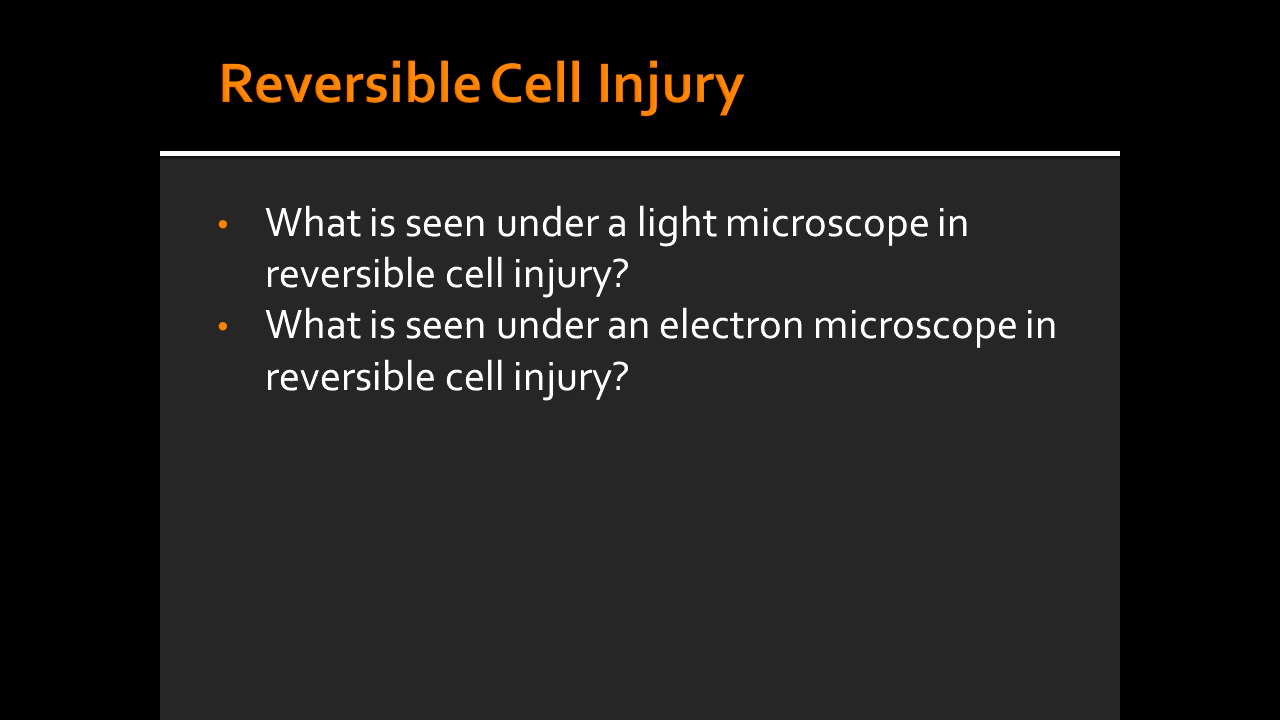 Reversible Cell Injury
• What is seen under a light microscope in
reversible cell injury?
• What is seen under an electron microscope in
reversible cell injury?